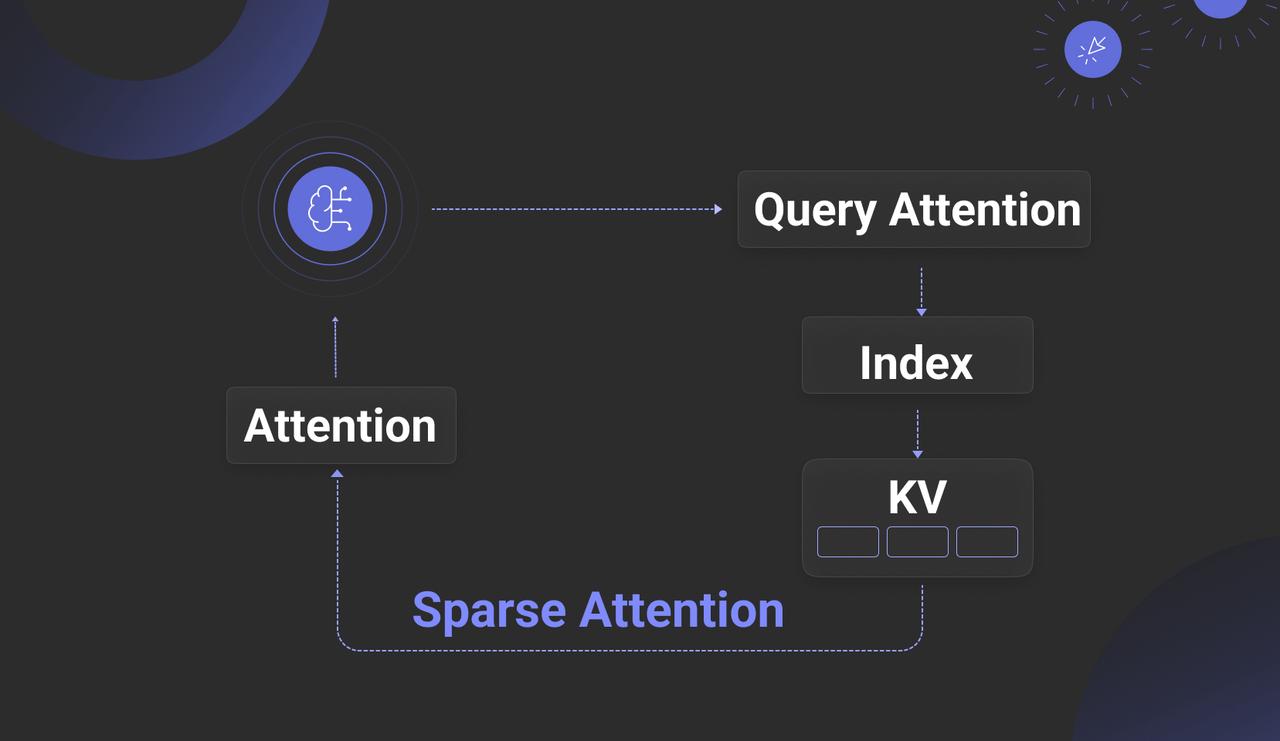 Query Attention
Index
Attention
KV
Sparse Attention